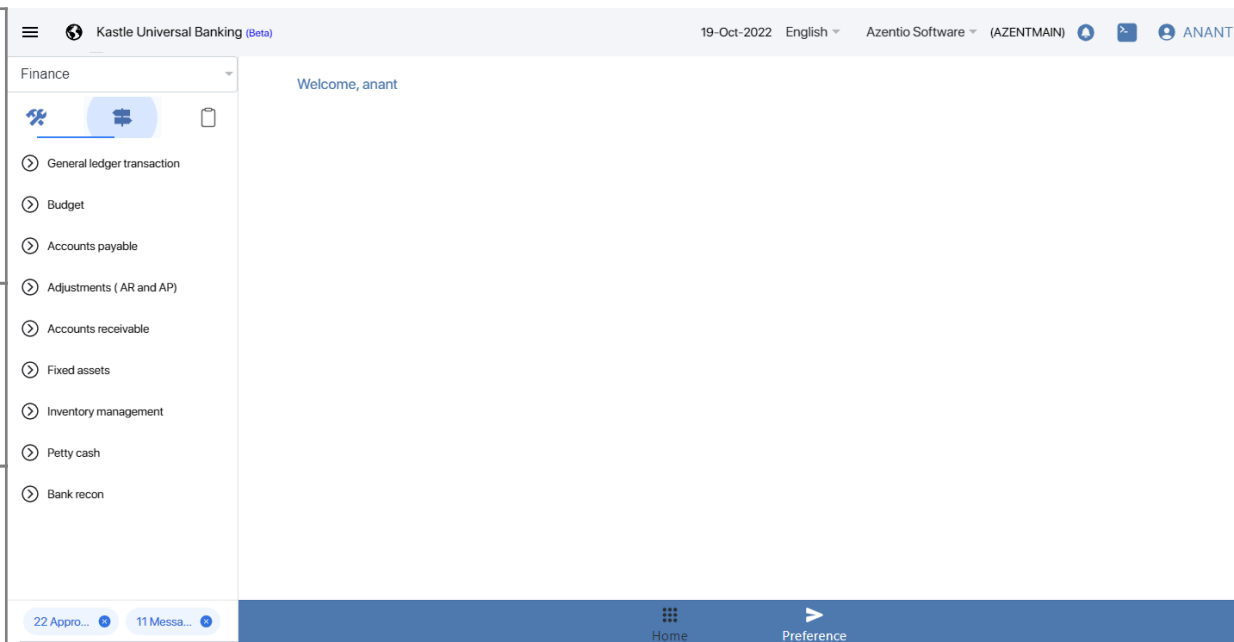 Kastle Universal Banking (Beta)
19-Oct-2022 English Azentio Software (AZENTMAIN) ANANT
Finance
Welcome, anant
General ledger transaction
Budget
Accounts payable
Adjustments ( AR and AP)
Accounts receivable
Fixed assets
Inventory management
Petty cash
Bank recon
22 Appro... 11 Messa...
Home Preference